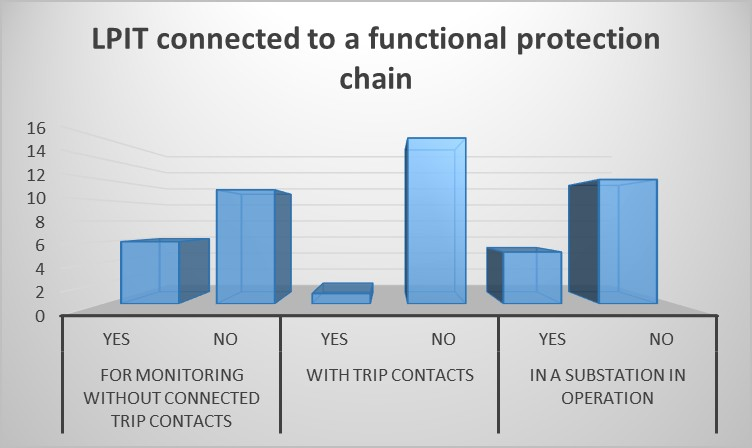 LPIT connected to a functional protection
chain
16
14
12
10
8
6
4
2
0
YES NO YES NO YES NO
FOR MONITORING
WITHOUT CONNECTED
TRIP CONTACTS
WITH TRIP CONTACTS
IN A SUBSTATION IN
OPERATION